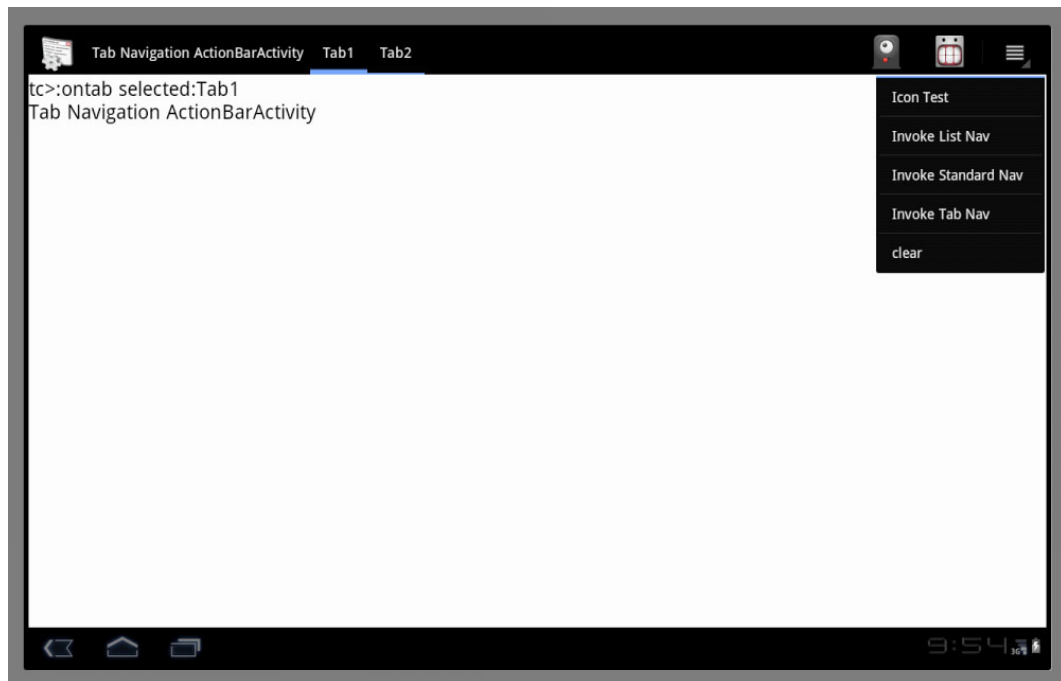 Tab Navigation ActionBarActivity Tab1 Tab2
tc>:ontab selected:Tab1
Tab Navigation ActionBarActivity
Icon Test
Invoke List Nav
Invoke Standard Nav
Invoke Tab Nav
clear
9:54 3G